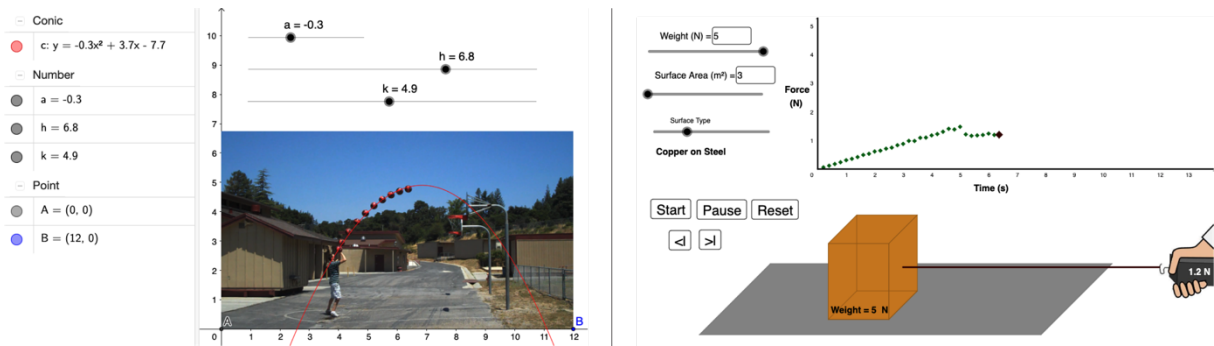 Conic
c: y = -0.3x² + 3.7x - 7.7
Number
a = -0.3
h = 6.8
k = 4.9
Point
A = (0, 0)
B = (12, 0)
a = -0.3
h = 6.8
k = 4.9
10
9
8
7
6
5
4
3
2
1
0
A
B
0 1 2 3 4 5 6 7 8 9 10 11 12
Weight (N) = 5
Surface Area (m²) = 3
Surface Type
Copper on Steel
Force
(N)
5
4
3
2
1
0
0 1 2 3 4 5 6 7 8 9 10 11 12 13
Time (s)
Start Pause Reset
<| >|
1.2 N
Weight = 5 N